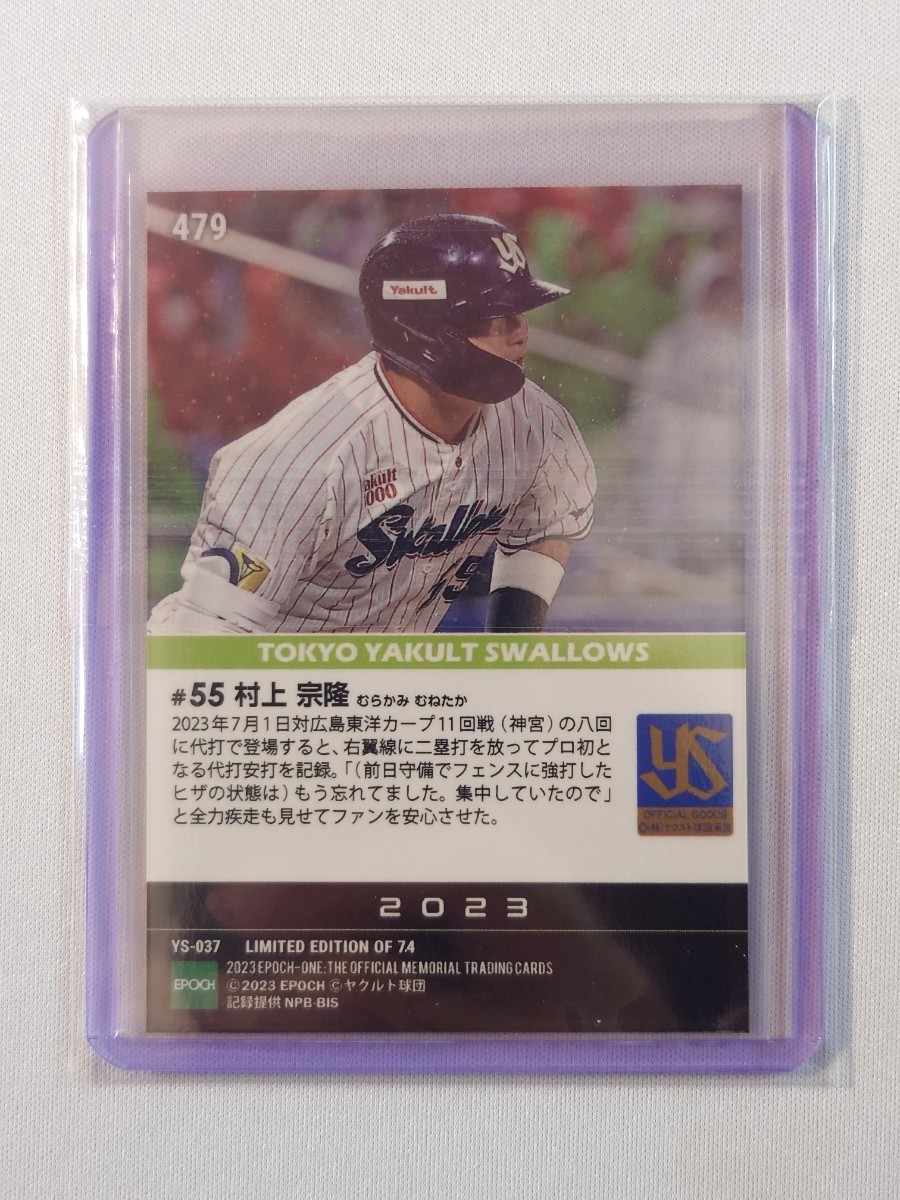 479
YS
Yakult
akult
1000
Swallows
TOKYO YAKULT SWALLOWS
#55 村上 宗隆 むらかみ むねたか
2023年7月1日対広島東洋カープ11回戦(神宮)の八回
に代打で登場すると、右翼線に二塁打を放ってプロ初と
なる代打安打を記録。「(前日守備でフェンスに強打した
ヒザの状態は)もう忘れてました。集中していたので」
と全力疾走も見せてファンを安心させた。
YS
OFFICIAL GOODS
2023
YS-037 LIMITED EDITION OF 7.4
EPOCH
2023 EPOCH-ONE: THE OFFICIAL MEMORIAL TRADING CARDS
©2023 EPOCH ©ヤクルト球団
記録提供 NPB-BIS